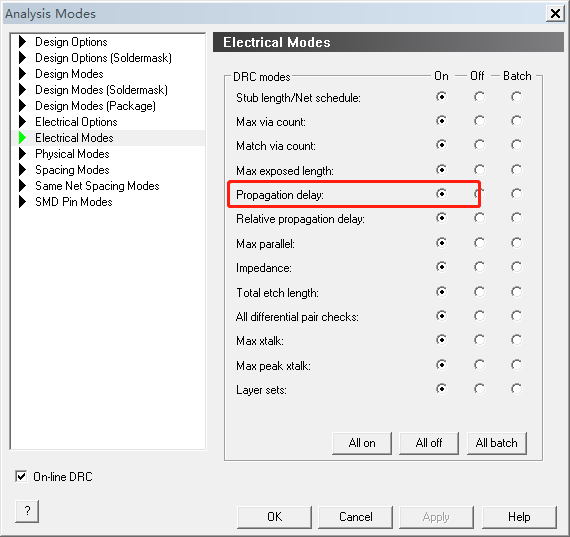 Analysis Modes
Design Options
Design Options (Soldermask)
Design Modes
Design Modes (Soldermask)
Design Modes (Package)
Electrical Options
Electrical Modes
Physical Modes
Spacing Modes
Same Net Spacing Modes
SMD Pin Modes
Electrical Modes
DRC modes On Off Batch
Stub length/Net schedule:
Max via count:
Match via count:
Max exposed length:
Propagation delay:
Relative propagation delay:
Max parallel:
Impedance:
Total etch length:
All differential pair checks:
Max xtalk:
Max peak xtalk:
Layer sets:
All on All off All batch
On-line DRC
?
OK Cancel Apply Help